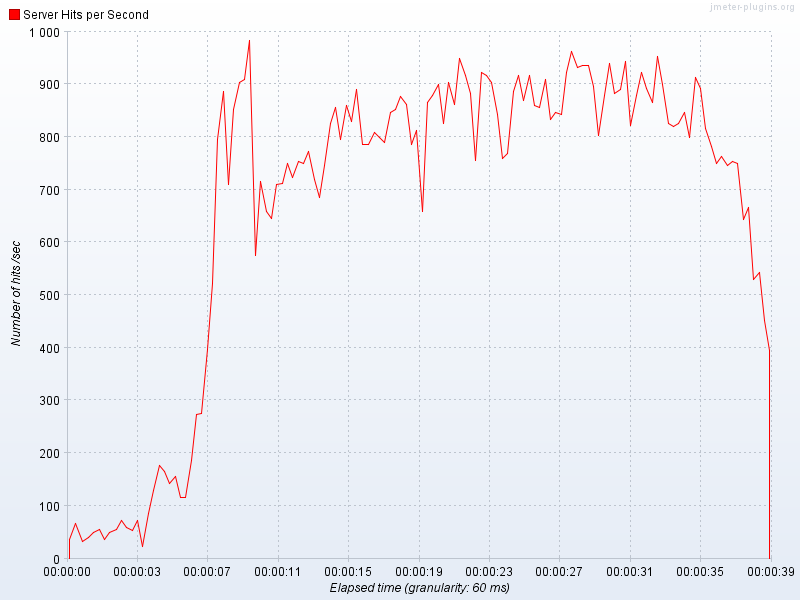 jmeter-plugins.org
Server Hits per Second
1 000
900
800
700
600
500
400
300
200
100
0
Number of hits /sec
00:00:00 00:00:03 00:00:07 00:00:11 00:00:15 00:00:19 00:00:23 00:00:27 00:00:31 00:00:35 00:00:39
Elapsed time (granularity: 60 ms)